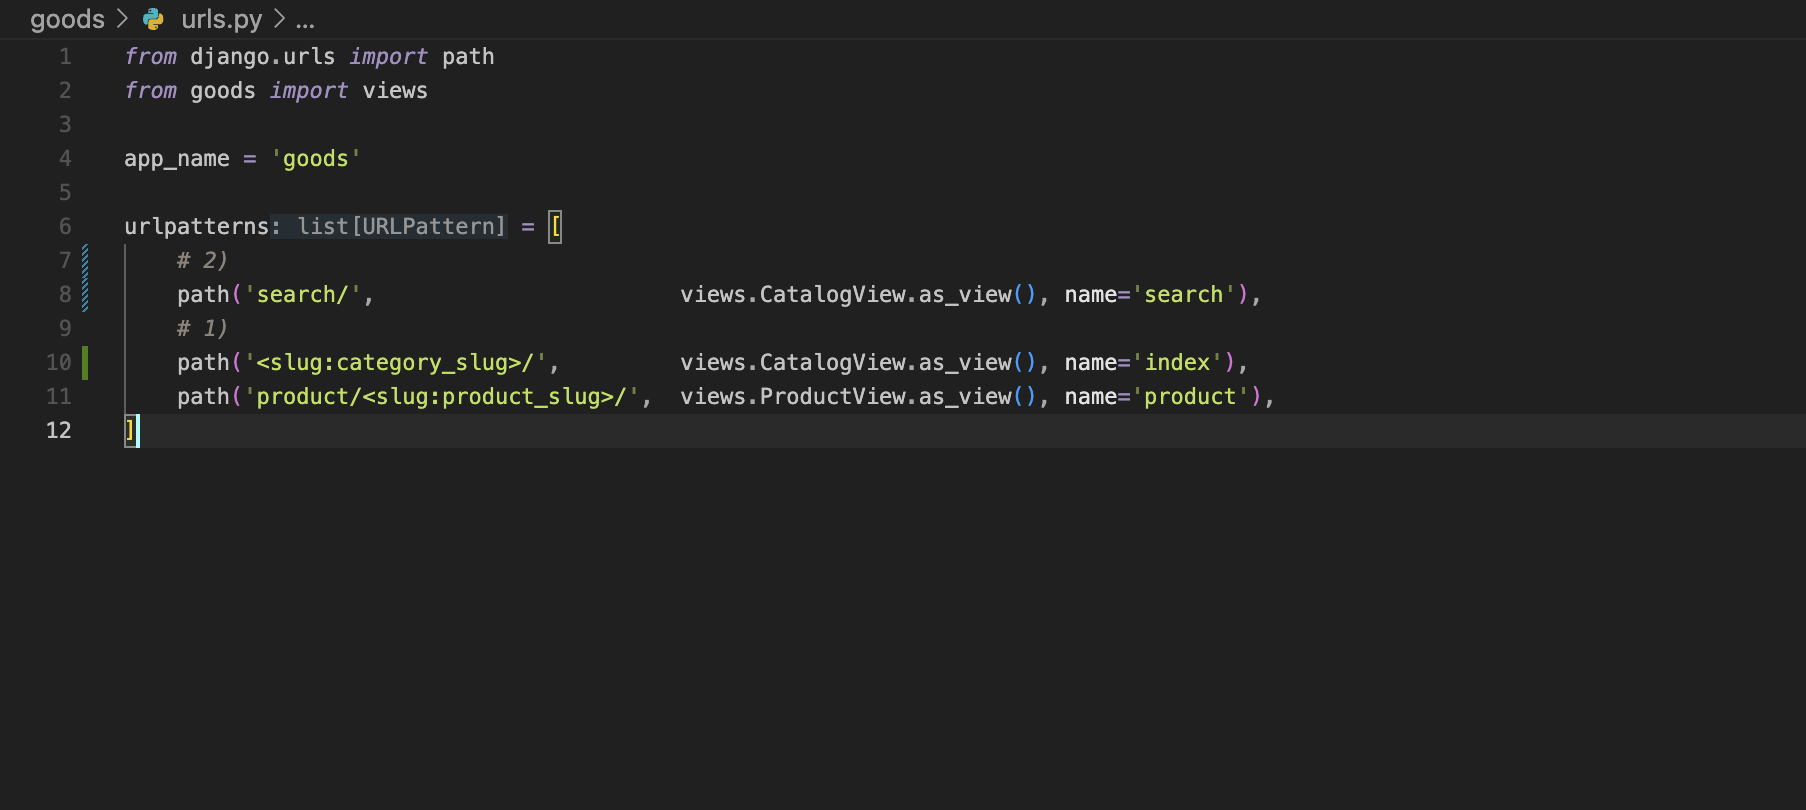 goods > urls.py > ...
1 from django.urls import path
2 from goods import views
3
4 app_name = 'goods'
5
6 urlpatterns: list[URLPattern] = [
7     # 2)
8     path('search/',                       views.CatalogView.as_view(), name='search'),
9     # 1)
10     path('<slug:category_slug>/',         views.CatalogView.as_view(), name='index'),
11     path('product/<slug:product_slug>/',  views.ProductView.as_view(), name='product'),
12 ]